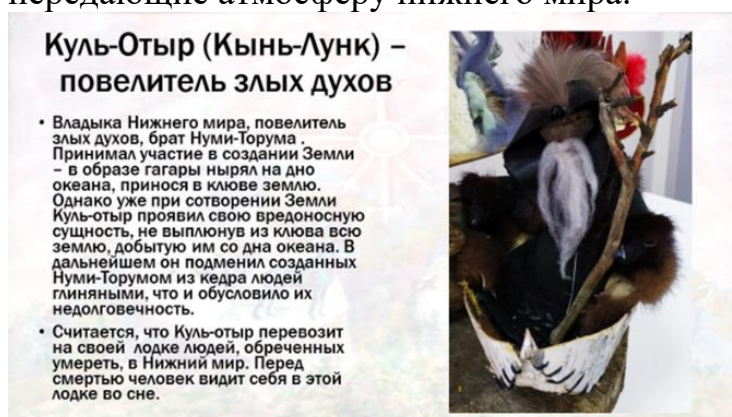 передающие атмосферу нижнего мира.
Куль-Отыр (Кынь-Лунк) –
повелитель злых духов
• Владыка Нижнего мира, повелитель
злых духов, брат Нуми-Торума .
Принимал участие в создании Земли
– в образе гагары нырял на дно
океана, принося в клюве землю.
Однако уже при сотворении Земли
Куль-отыр проявил свою вредоносную
сущность, не выплюнув из клюва всю
землю, добытую им со дна океана. В
дальнейшем он подменил созданных
Нуми-Торумом из кедра людей
глиняными, что и обусловило их
недолговечность.
• Считается, что Куль-отыр перевозит
на своей лодке людей, обреченных
умереть, в Нижний мир. Перед
смертью человек видит себя в этой
лодке во сне.